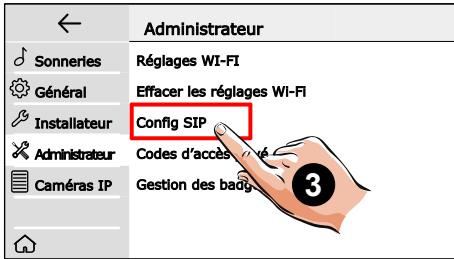 Administrateur
Sonneries
Réglages WI-FI
Général
Effacer les réglages Wi-Fi
Installateur
Config SIP
Administrateur
Codes d'accès
Caméras IP
Gestion des
3